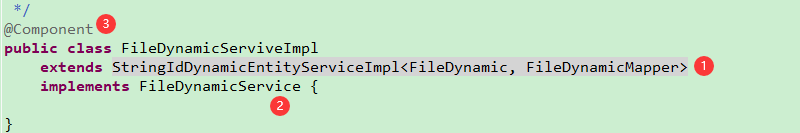 */
@Component 3
public class FileDynamicServiveImpl
extends StringIdDynamicEntityServiceImpl<FileDynamic, FileDynamicMapper> 1
implements FileDynamicService {
2
}